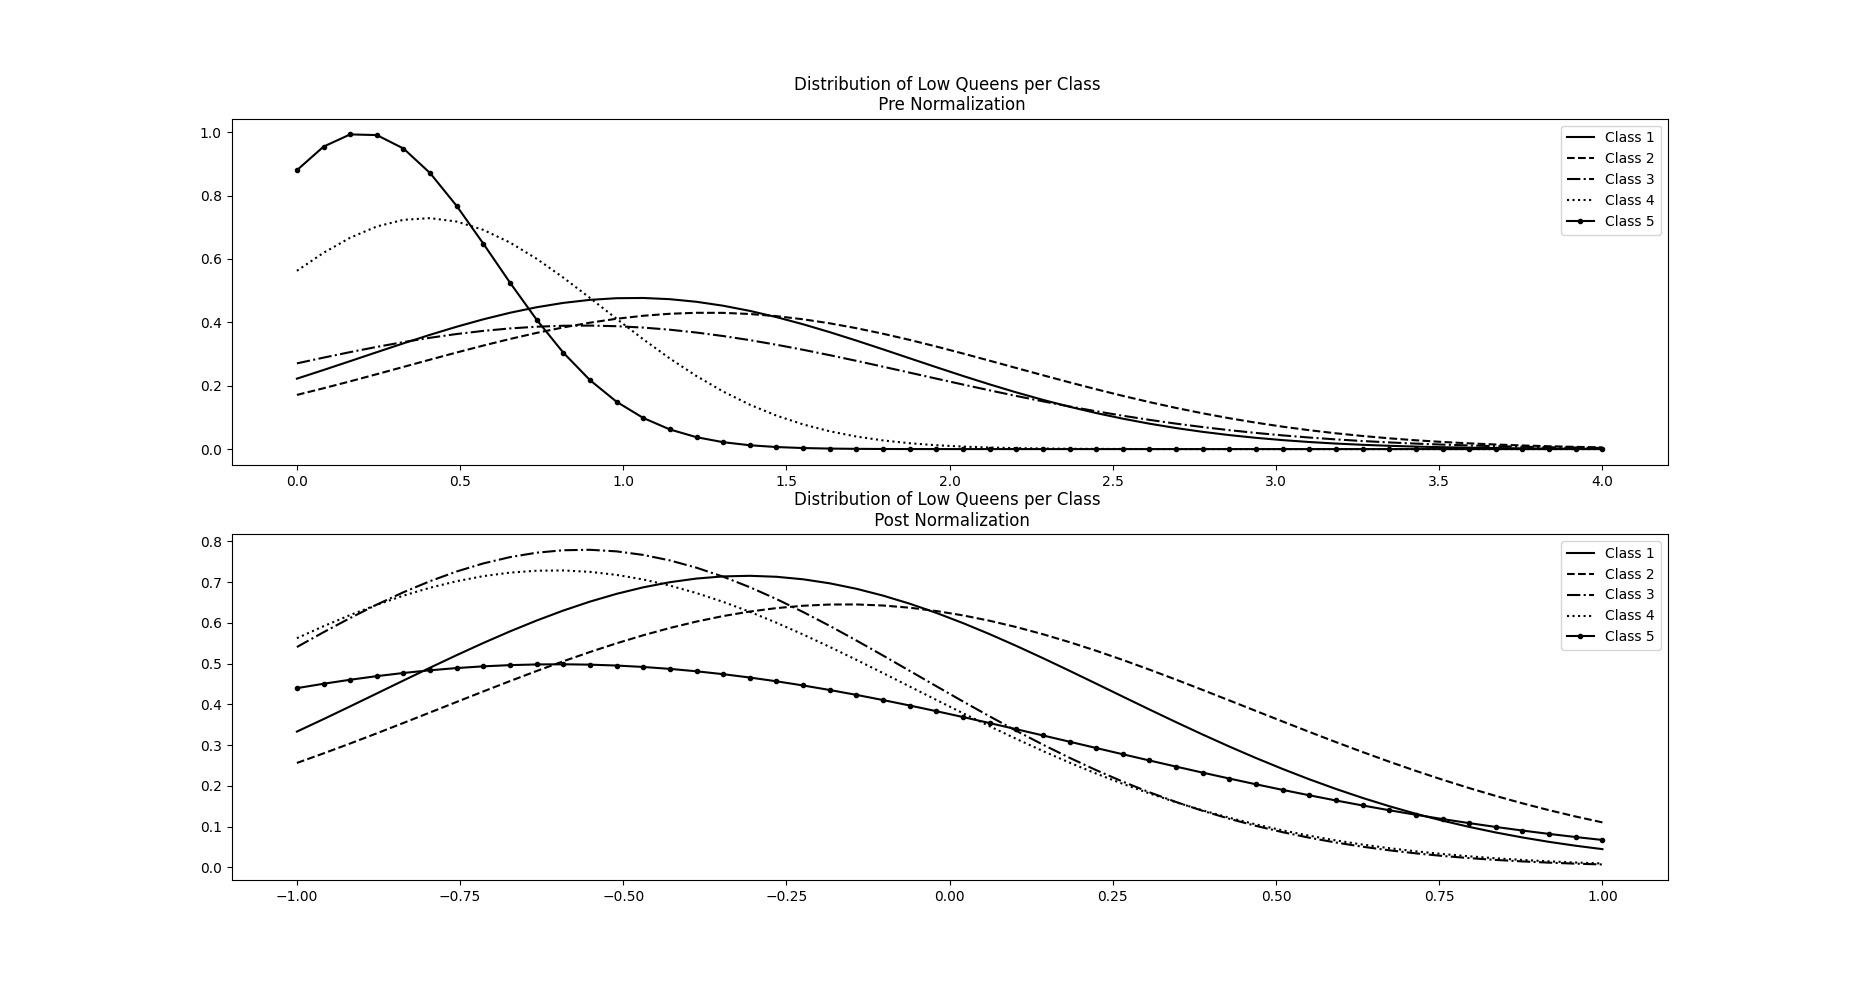 Distribution of Low Queens per Class
Pre Normalization
1.0
0.8
0.6
0.4
0.2
0.0
Class 1
Class 2
Class 3
Class 4
Class 5
0.0 0.5 1.0 1.5 2.0 2.5 3.0 3.5 4.0
Distribution of Low Queens per Class
Post Normalization
0.8
0.7
0.6
0.5
0.4
0.3
0.2
0.1
0.0
Class 1
Class 2
Class 3
Class 4
Class 5
−1.00 −0.75 −0.50 −0.25 0.00 0.25 0.50 0.75 1.00